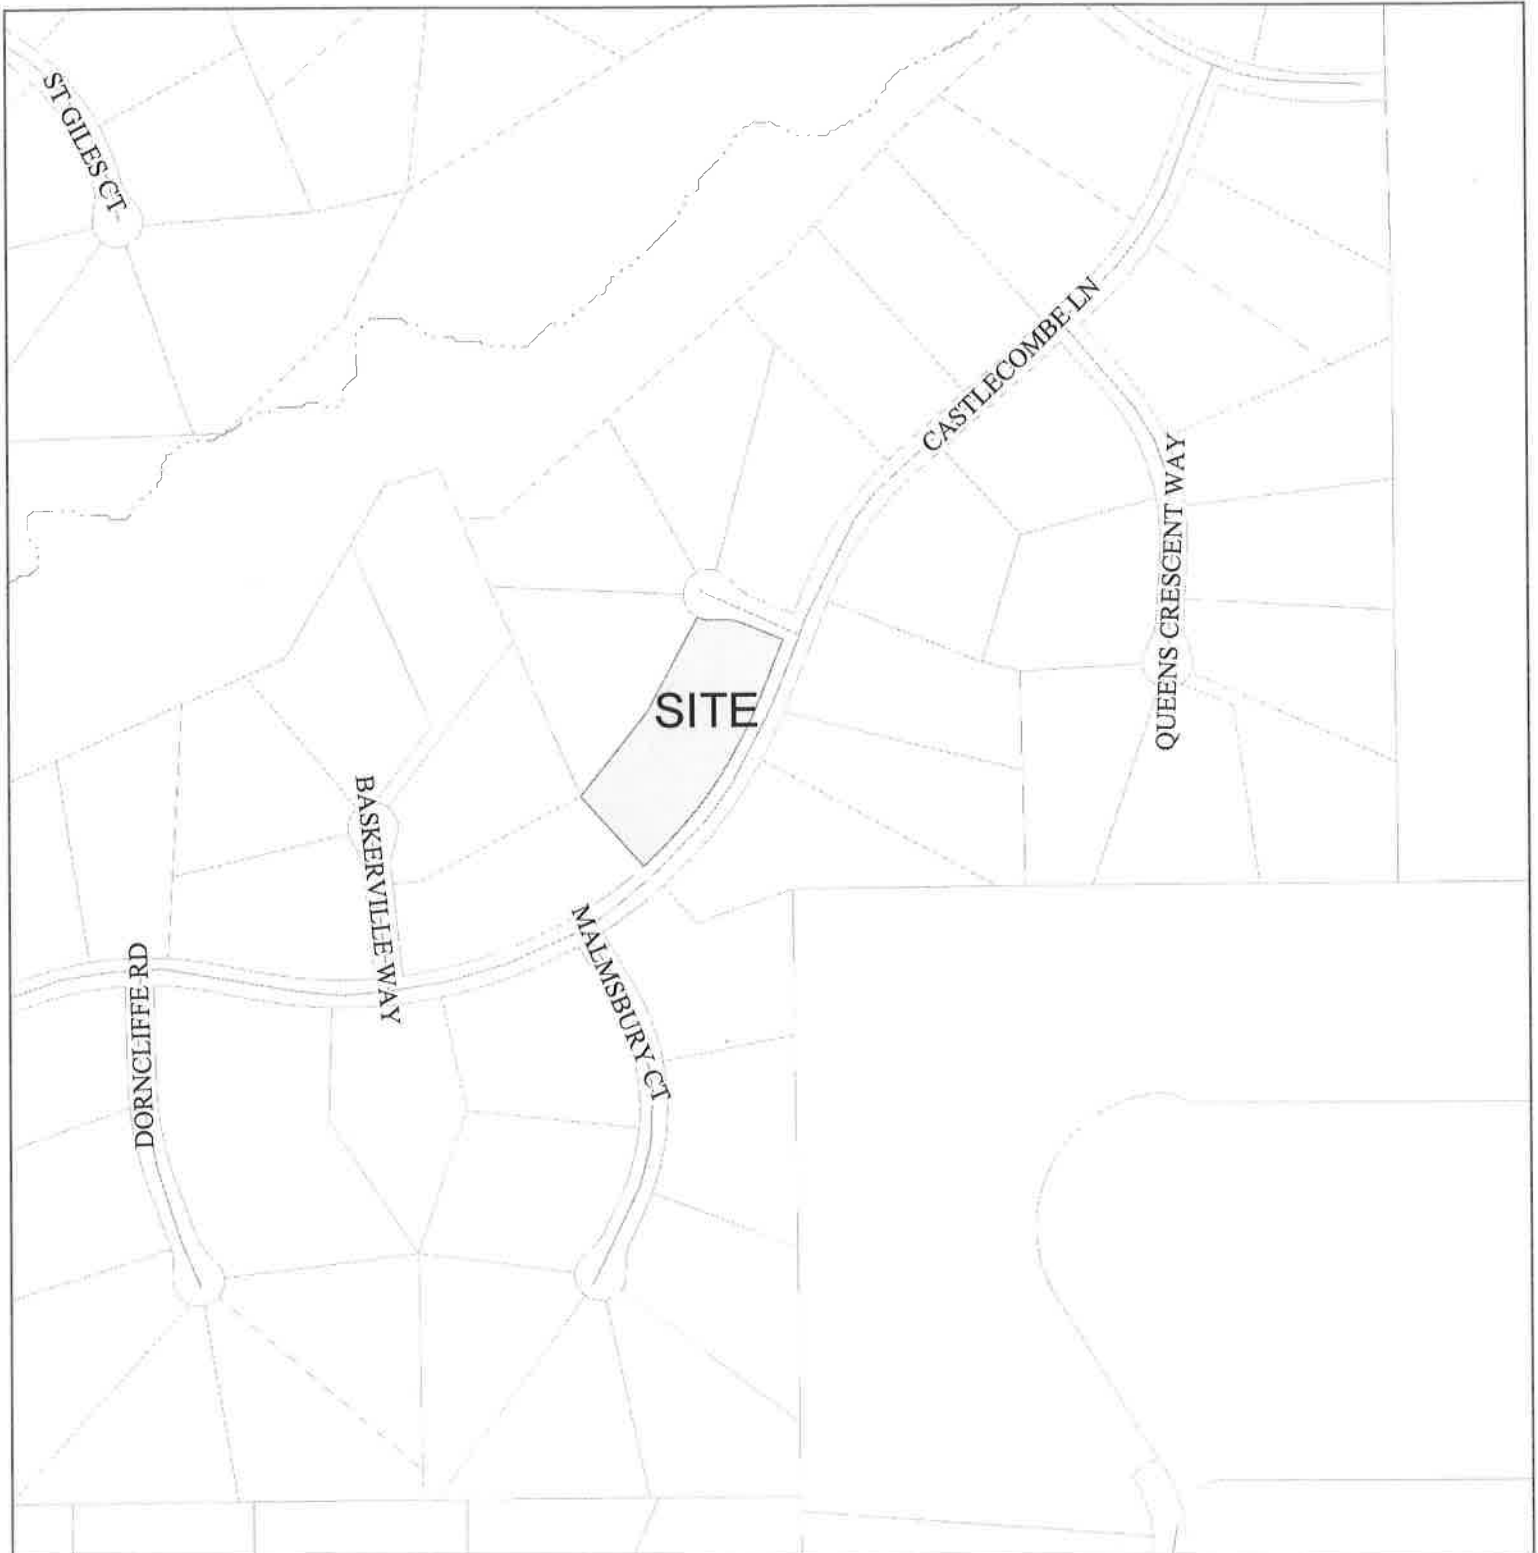 ST GILES CT
CASTLECOMBE LN
QUEENS CRESCENT WAY
SITE
BASKERVILLE WAY
MALMSBURY CT
DORNCLIFFE RD